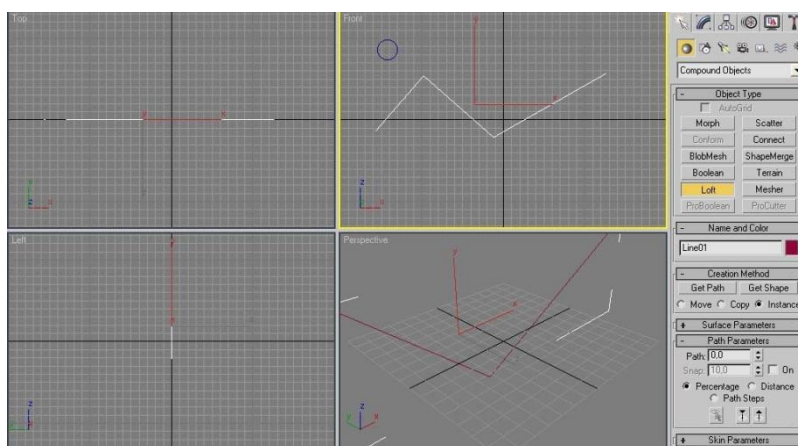 Top
Front
Left
Perspective
x
y
x
y
x
z
x
z
x
z
y
x
z
y
x
Compound Objects
- Object Type
AutoGrid
Morph Scatter
Conform Connect
BlobMesh ShapeMerge
Boolean Terrain
Loft Mesher
ProBoolean ProCutter
- Name and Color
Line01
- Creation Method
Get Path Get Shape
Move Copy Instance
+ Surface Parameters
- Path Parameters
Path: 0,0
Snap: 10,0 On
Percentage Distance
Path Steps
+ Skin Parameters